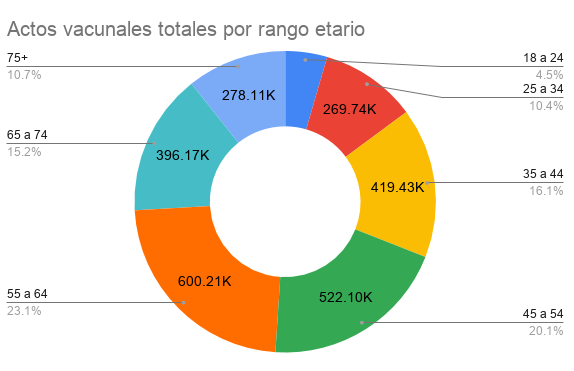 Actos vacunales totales por rango etario
75+
10.7%
18 a 24
4.5%
25 a 34
10.4%
278.11K
269.74K
65 a 74
15.2%
396.17K
419.43K
35 a 44
16.1%
600.21K
522.10K
55 a 64
23.1%
45 a 54
20.1%